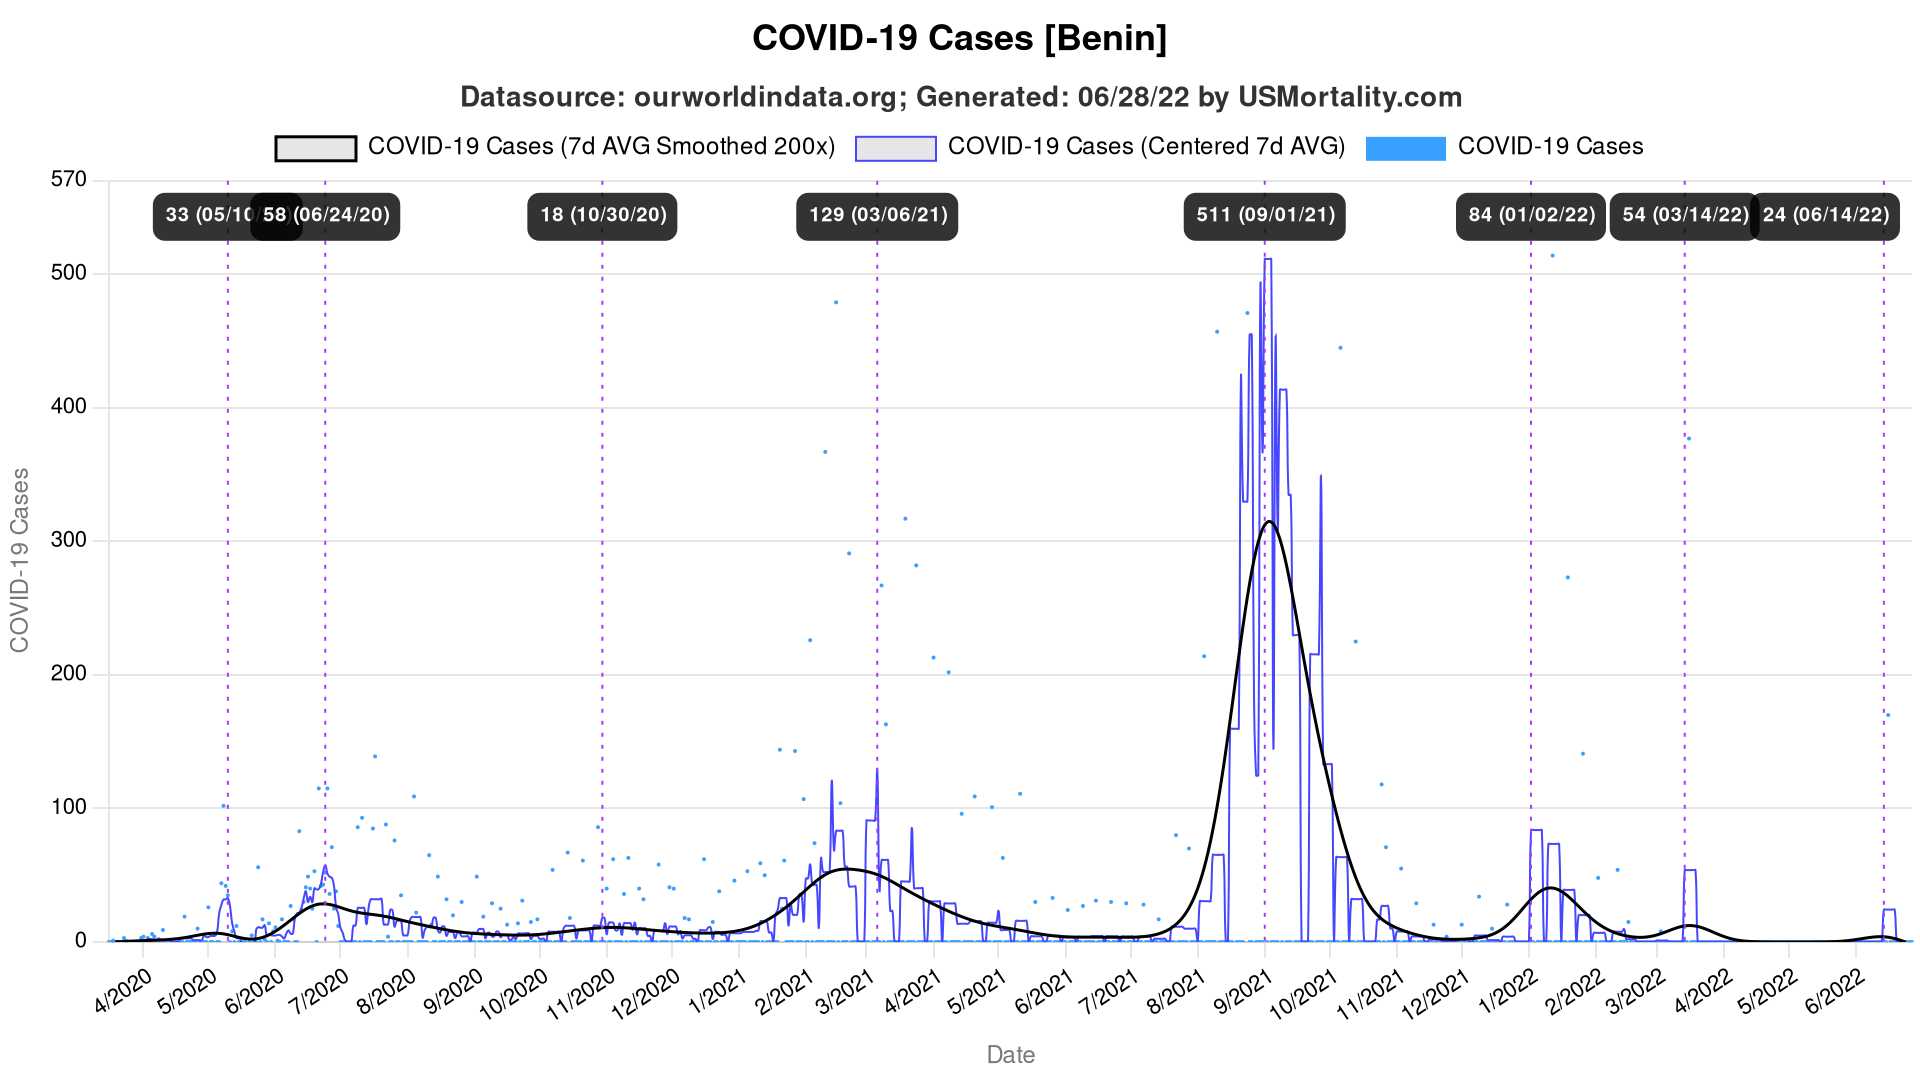 COVID-19 Cases [Benin]
Datasource: ourworldindata.org; Generated: 06/28/22 by USMortality.com
COVID-19 Cases (7d AVG Smoothed 200x) COVID-19 Cases (Centered 7d AVG) COVID-19 Cases
570
33 (05/10 58 (06/24/20) 18 (10/30/20) 129 (03/06/21) 511 (09/01/21) 84 (01/02/22) 54 (03/14/22) 24 (06/14/22)
500
400
300
200
100
0
COVID-19 Cases
4/2020 5/2020 6/2020 7/2020 8/2020 9/2020 10/2020 11/2020 12/2020 1/2021 2/2021 3/2021 4/2021 5/2021 6/2021 7/2021 8/2021 9/2021 10/2021 11/2021 12/2021 1/2022 2/2022 3/2022 4/2022 5/2022 6/2022
Date